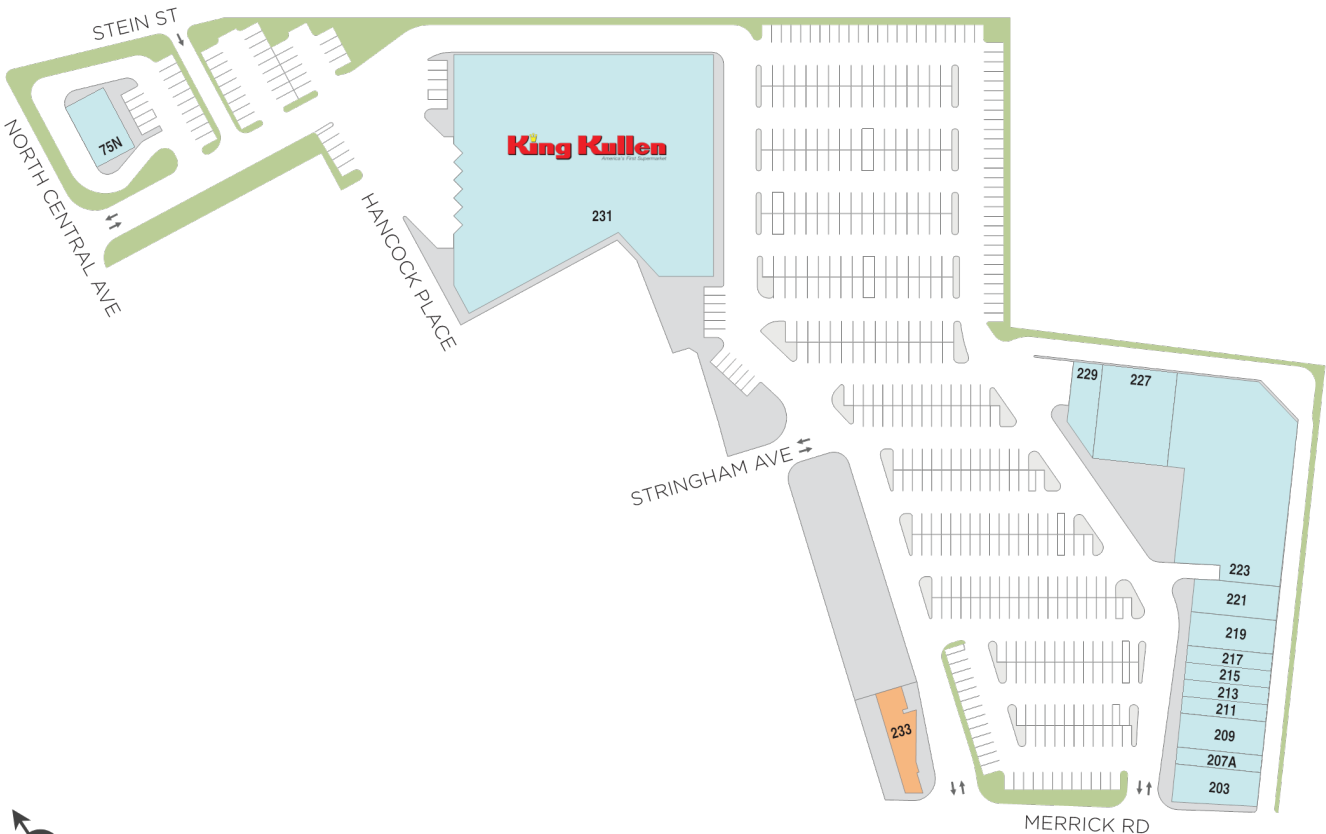 STEIN ST
75N
NORTH CENTRAL AVE
HANCOCK PLACE
King Kullen
America's First Supermarket
231
STRINGHAM AVE
229
227
223
221
219
217
215
213
211
209
207A
203
233
MERRICK RD